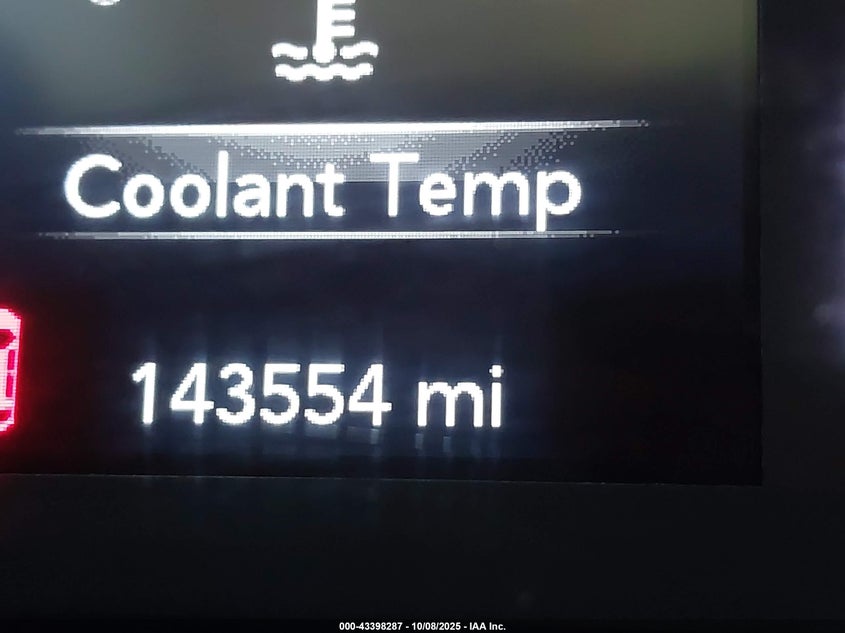 Coolant Temp
143554 mi
000-43398287 - 10/08/2025 - IAA Inc.